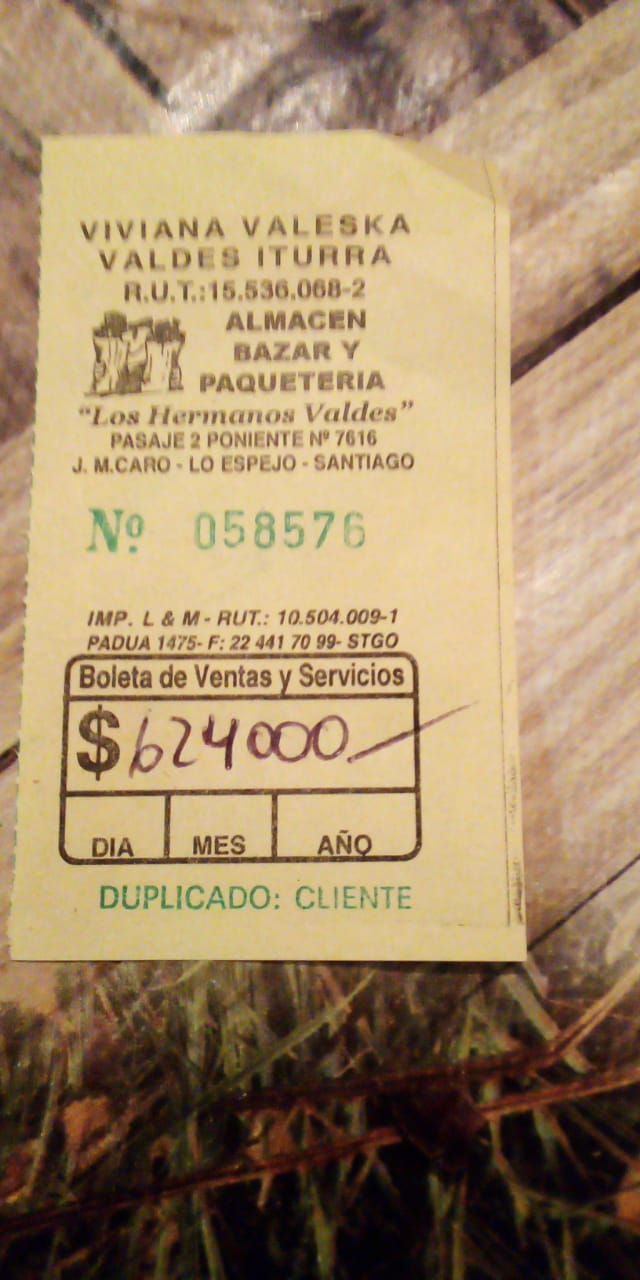 VIVIANA VALESKA
VALDES ITURRA
R.U.T.:15.536.068-2
ALMACEN
BAZAR Y
PAQUETERIA
"Los Hermanos Valdes"
PASAJE 2 PONIENTE Nº 7616
J. M.CARO - LO ESPEJO - SANTIAGO
Nº 058576
IMP. L & M - RUT.: 10.504.009-1
PADUA 1475- F: 22 441 70 99- STGO
Boleta de Ventas y Servicios
$624000
DIA MES AÑO
DUPLICADO: CLIENTE